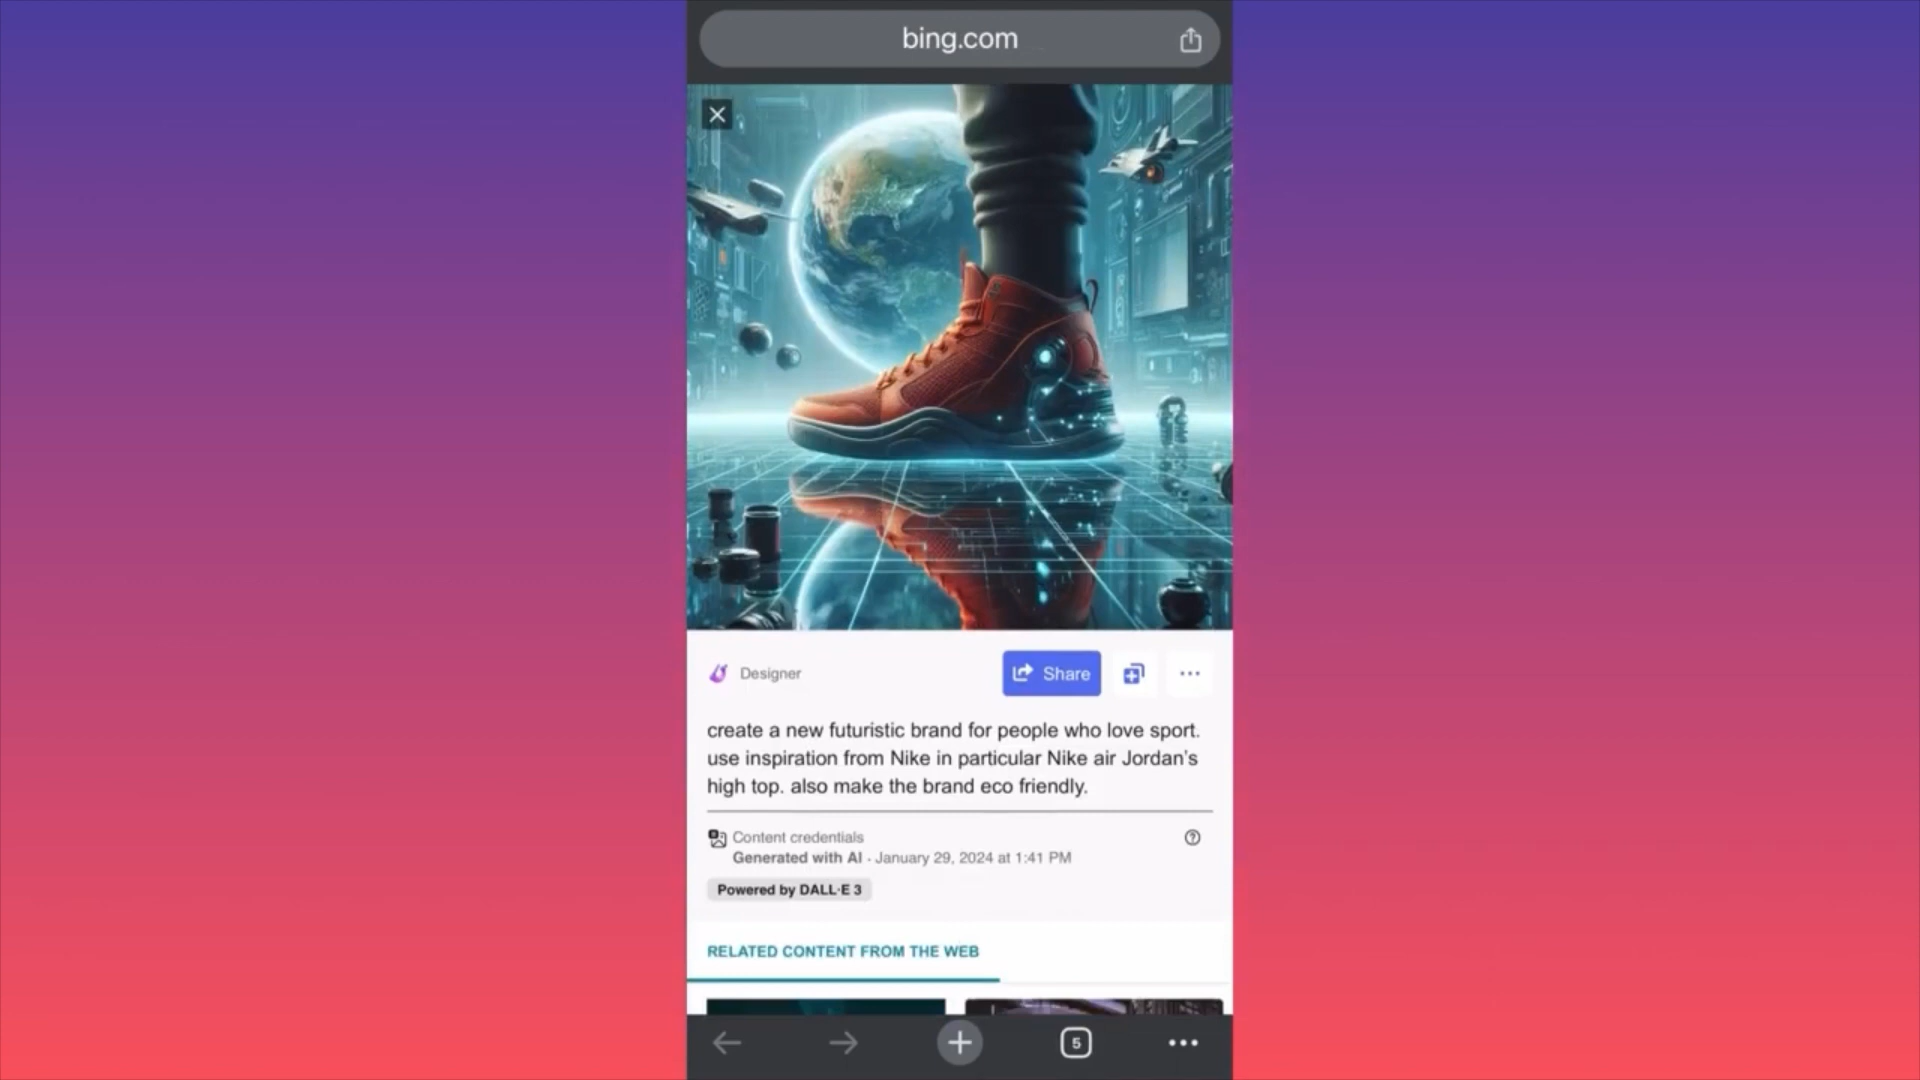 bing.com
Designer
Share
create a new futuristic brand for people who love sport.
use inspiration from Nike in particular Nike air Jordan's
high top. also make the brand eco friendly.
Content credentials
Generated with AI · January 29, 2024 at 1:41 PM
Powered by DALL·E 3
RELATED CONTENT FROM THE WEB
5